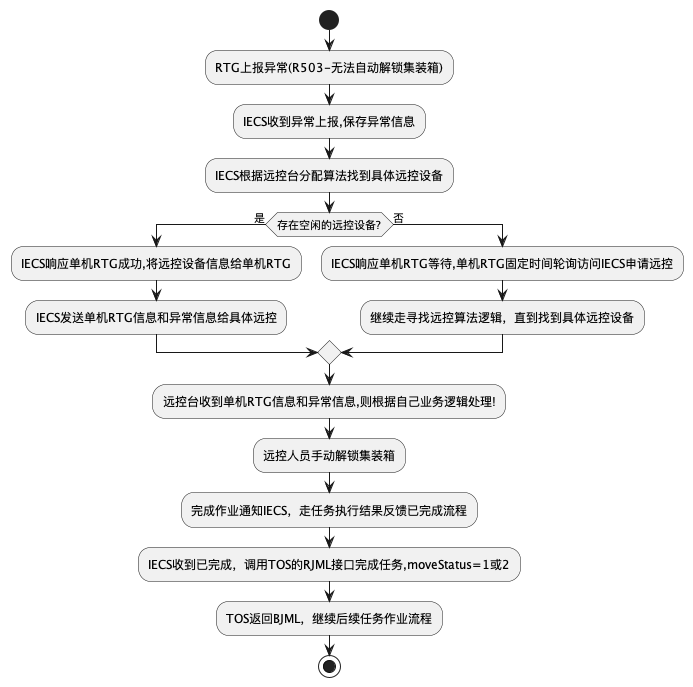 RTG上报异常(R503-无法自动解锁集装箱)
IECS收到异常上报,保存异常信息
IECS根据远控台分配算法找到具体远控设备
存在空闲的远控设备?
是
否
IECS响应单机RTG成功,将远控设备信息给单机RTG
IECS发送单机RTG信息和异常信息给具体远控
IECS响应单机RTG等待,单机RTG固定时间轮询访问IECS申请远控
继续走寻找远控算法逻辑，直到找到具体远控设备
远控台收到单机RTG信息和异常信息,则根据自己业务逻辑处理!
远控人员手动解锁集装箱
完成作业通知IECS，走任务执行结果反馈已完成流程
IECS收到已完成，调用TOS的RJML接口完成任务,moveStatus=1或2
TOS返回BJML，继续后续任务作业流程